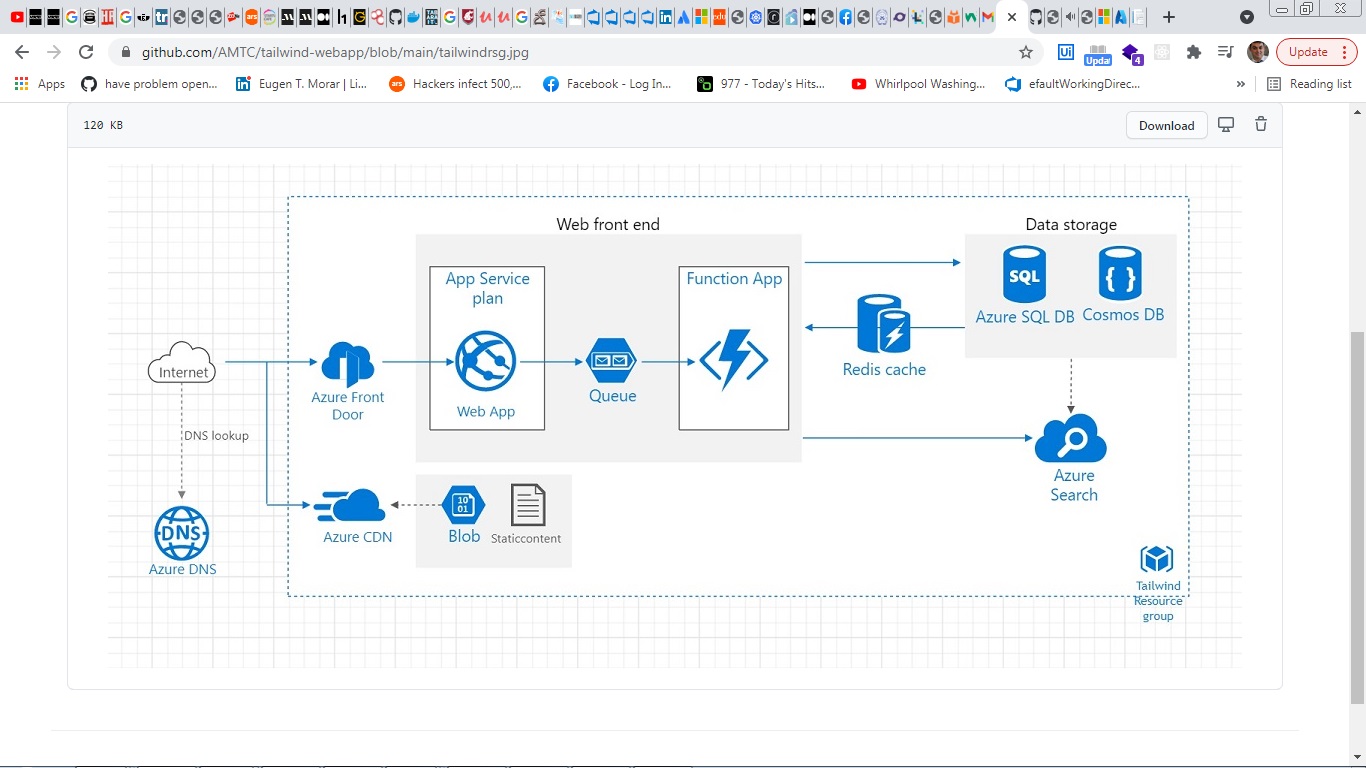 github.com/AMTC/tailwind-webapp/blob/main/tailwindrsg.jpg
Update
4
Update
Apps
have problem open...
Eugen T. Morar | Li...
Hackers infect 500,...
Facebook - Log In...
977 - Today's Hits...
Whirlpool Washing...
efaultWorkingDirec...
»
Reading list
120 KB
Download
Web front end
Data storage
App Service
plan
Function App
SQL
{ }
Azure SQL DB
Cosmos DB
Internet
Azure Front
Door
Web App
Queue
Redis cache
DNS lookup
Azure
Search
DNS
Azure DNS
Azure CDN
10
01
Blob
Staticcontent
Tailwind
Resource
group